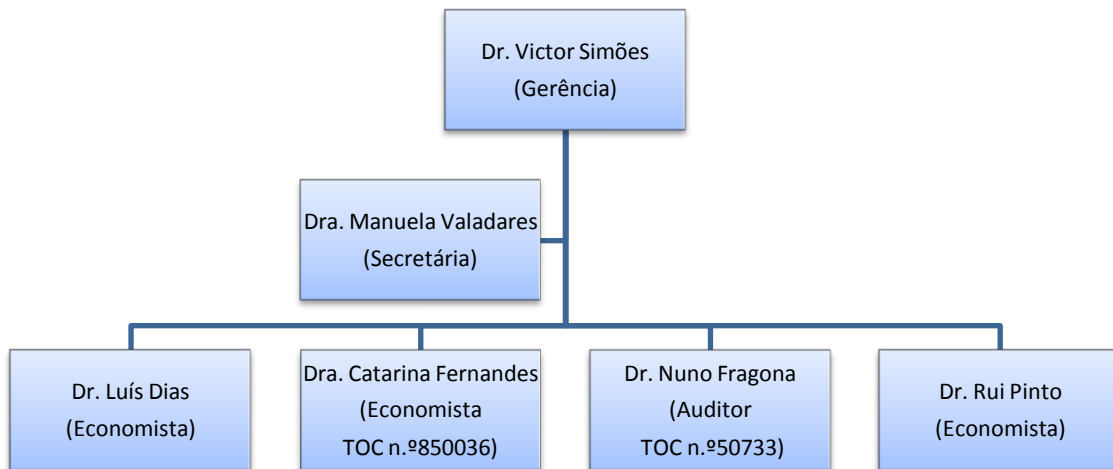 Dr. Victor Simões
(Gerência)
Dra. Manuela Valadares
(Secretária)
Dr. Luís Dias
(Economista)
Dra. Catarina Fernandes
(Economista
TOC n.º850036)
Dr. Nuno Fragona
(Auditor
TOC n.º50733)
Dr. Rui Pinto
(Economista)